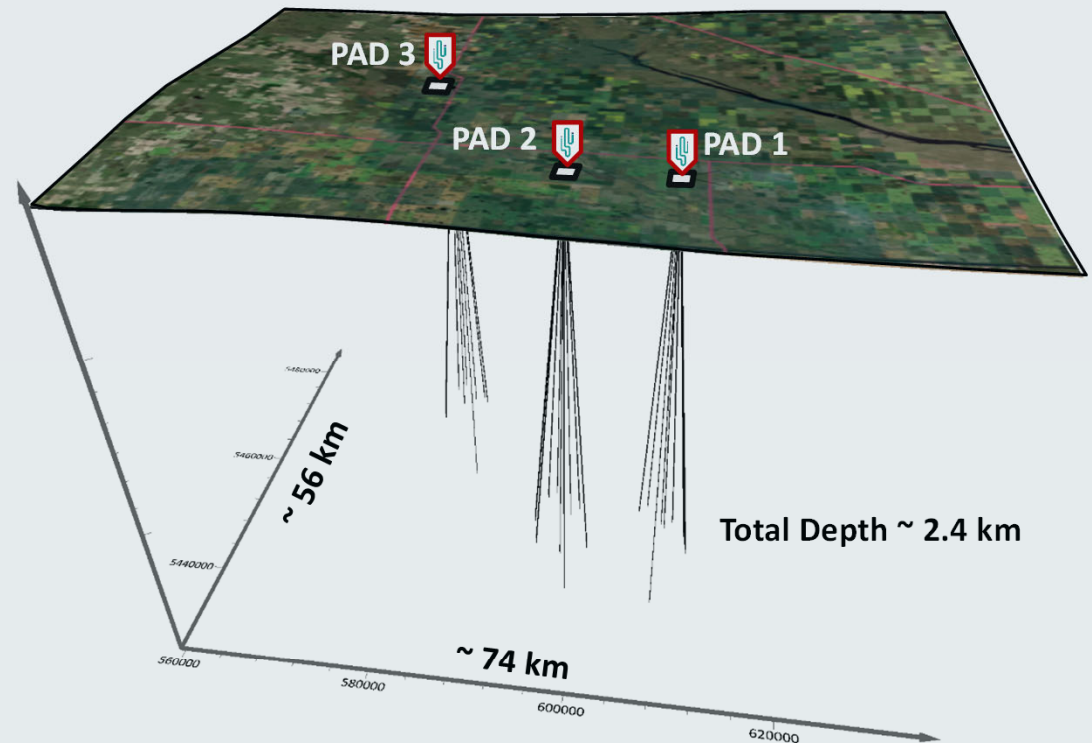 PAD 3
PAD 2
PAD 1
5480000
5460000
~ 56 km
5440000
Total Depth ~ 2.4 km
560000
~ 74 km
580000
600000
620000